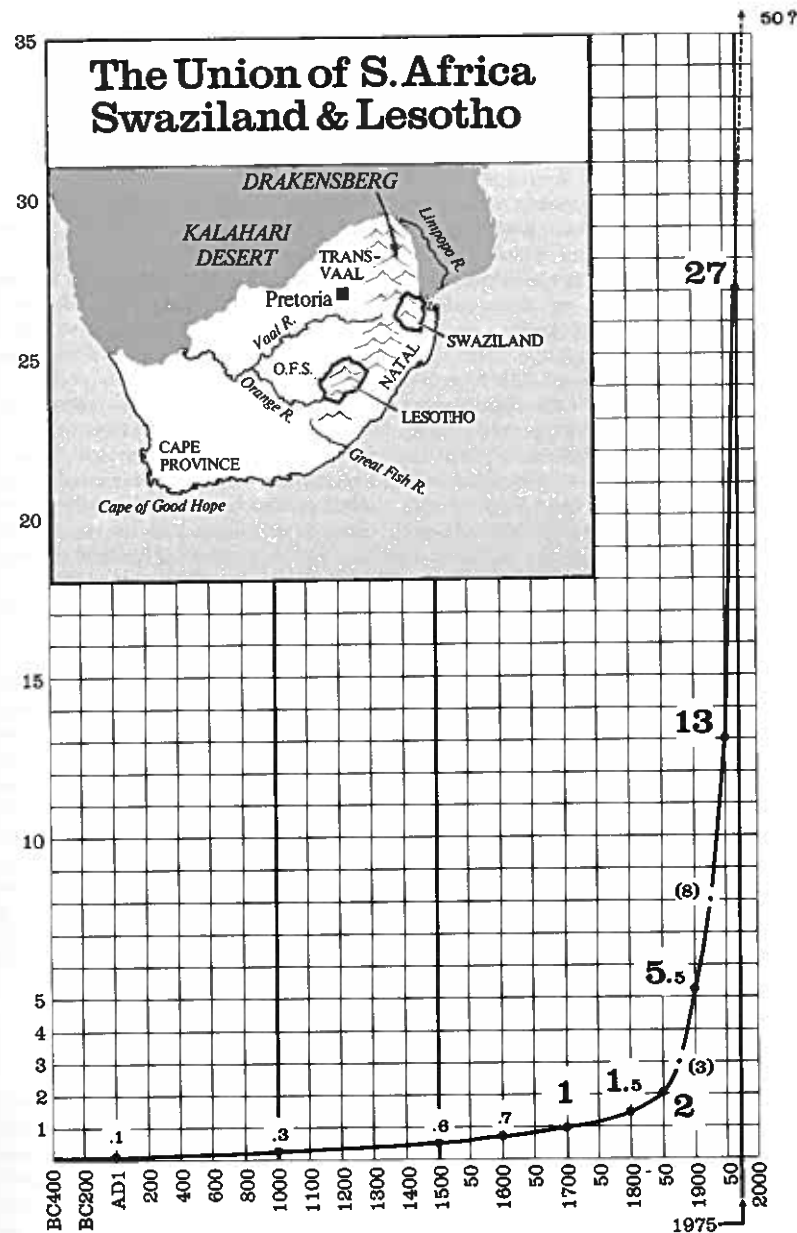 50?
35
The Union of S. Africa
Swaziland & Lesotho
DRAKENSBERG
30
KALAHARI
DESERT
Limpopo R.
TRANS-
VAAL
27
Pretoria
Vaal R.
SWAZILAND
25
O.F.S.
NATAL
Orange R.
LESOTHO
CAPE
PROVINCE
Great Fish R.
Cape of Good Hope
20
15
13
10
(8)
5.5
5
4
3
(3)
2
1
1.5
2
1
.7
.6
.3
.1
BC400
BC200
AD1
200
400
600
800
1000
1100
1200
1300
1400
1500
50
1600
50
1700
50
1800
50
1900
50
2000
1975